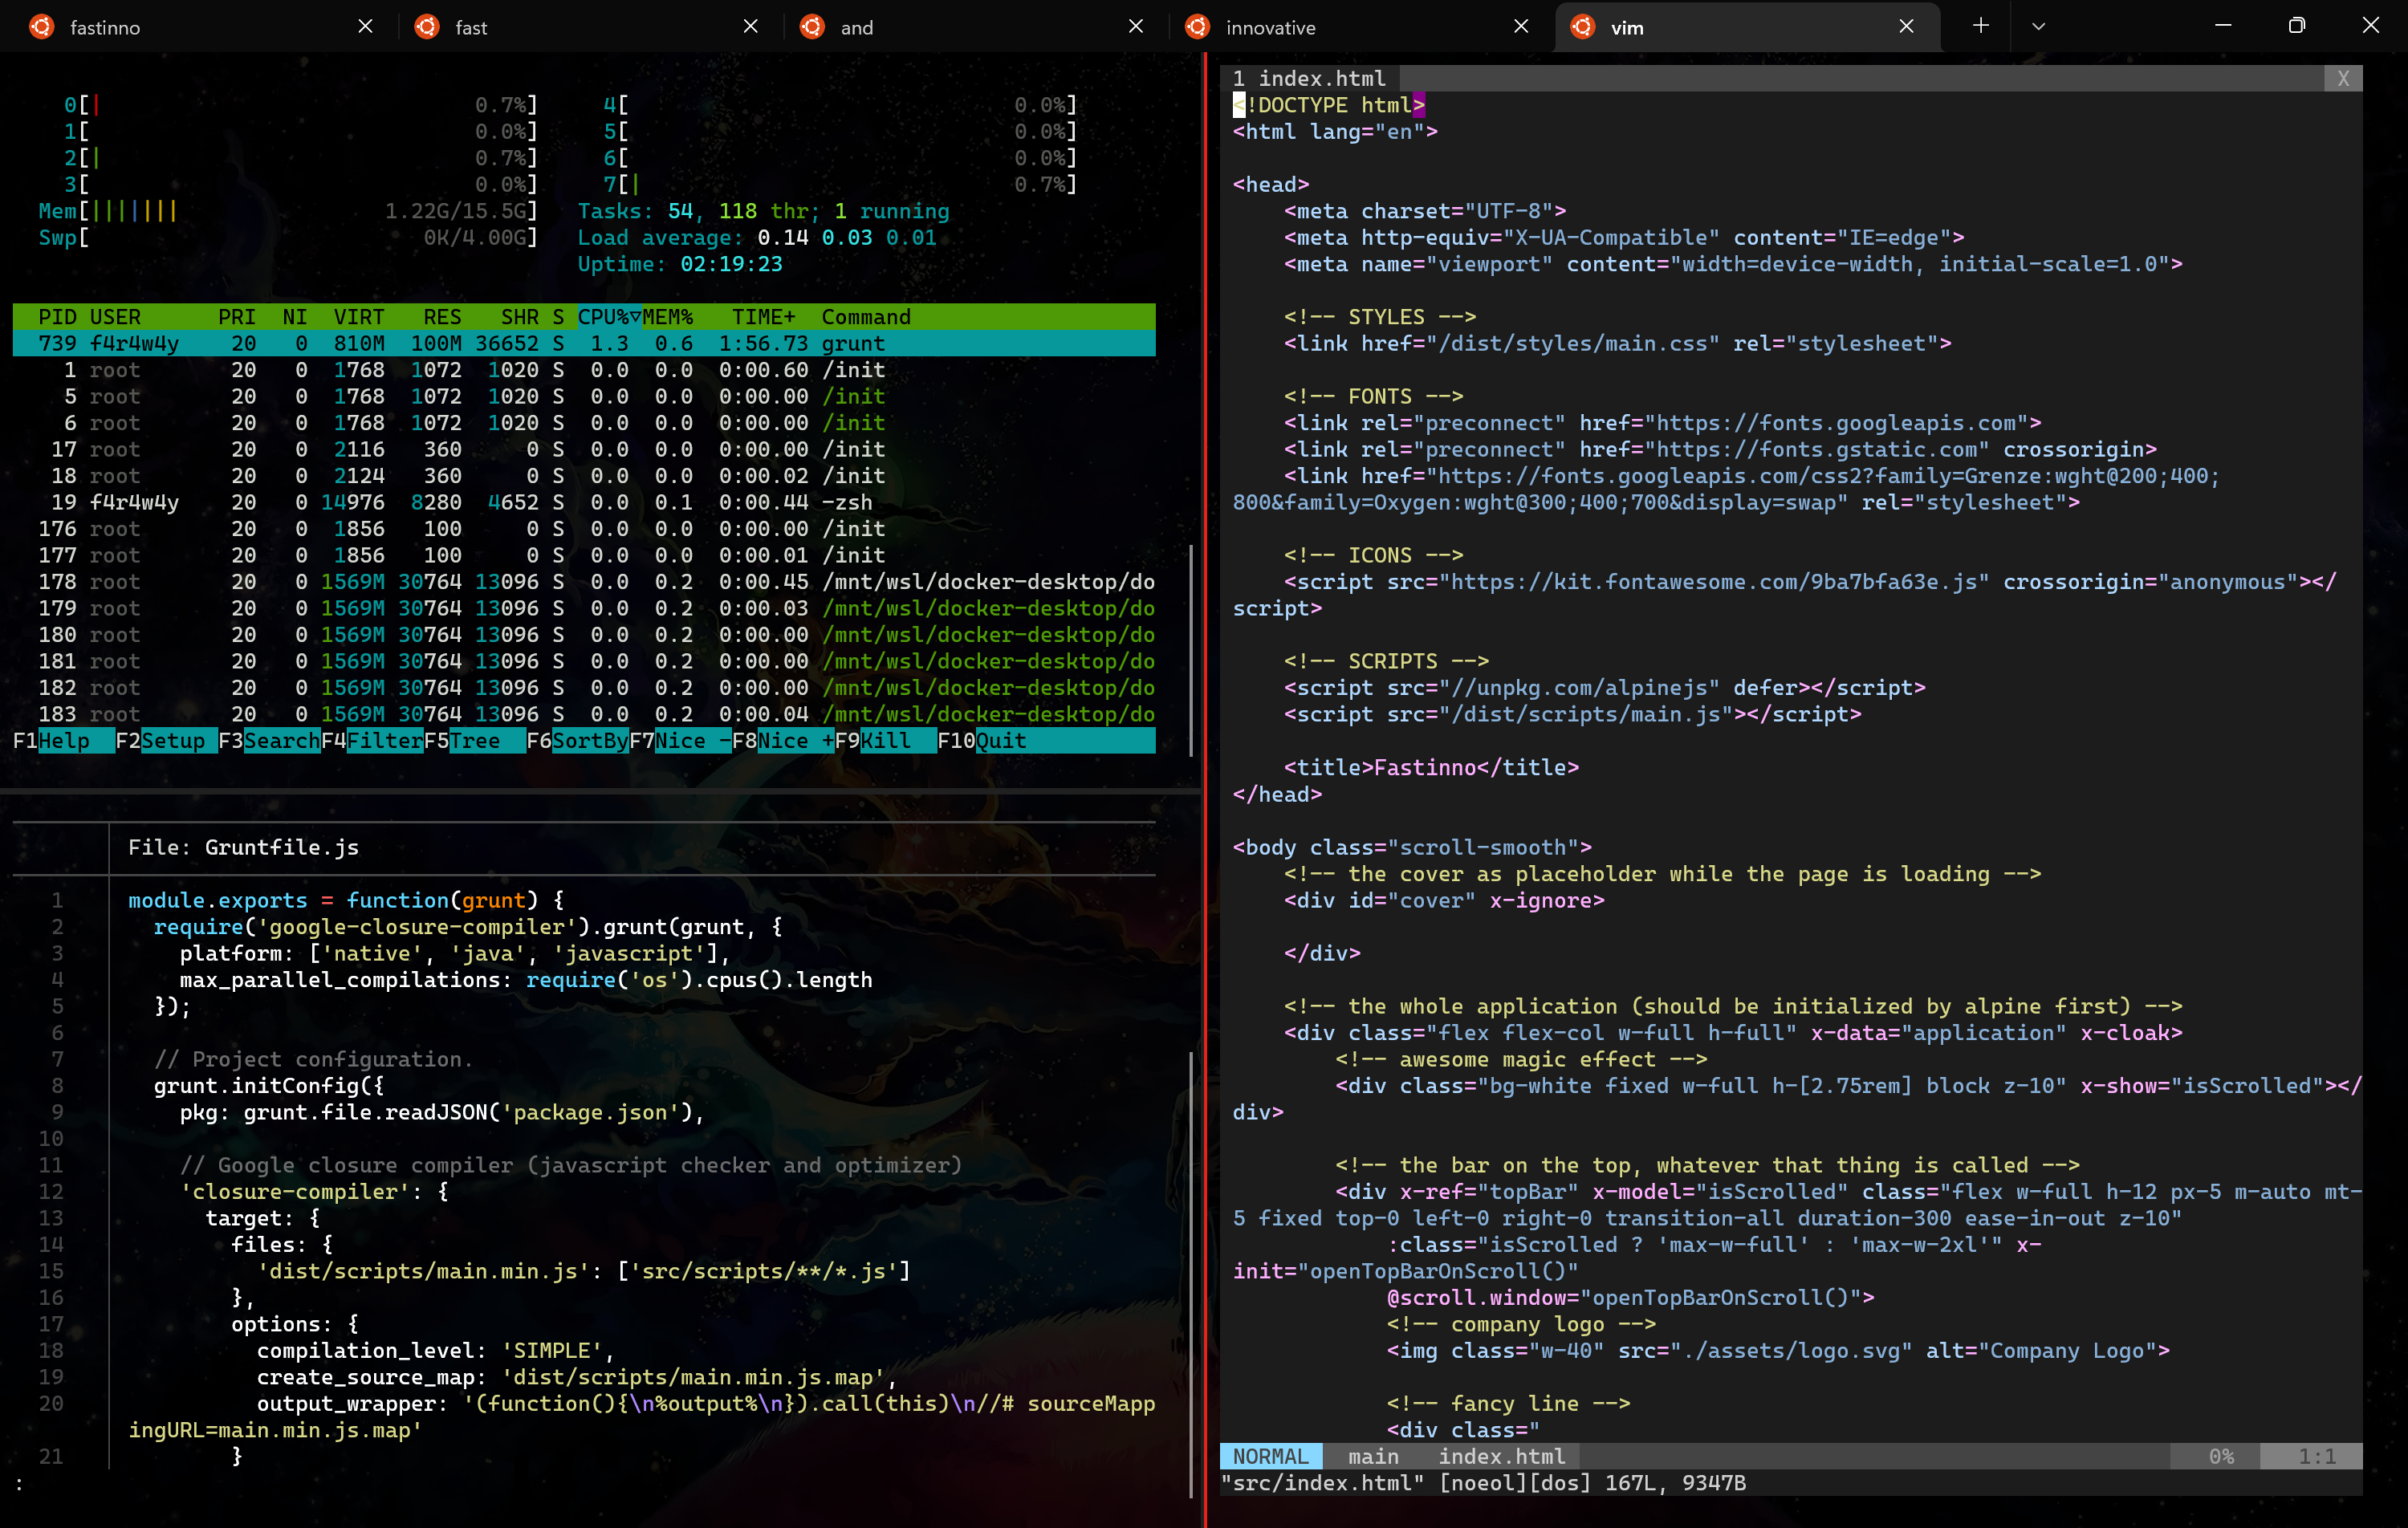 fastinno
fast
and
innovative
vim
0[| 0.7%] 4[ 0.0%]
1[ 0.0%] 5[ 0.0%]
2[| 0.7%] 6[ 0.0%]
3[ 0.0%] 7[| 0.7%]
Mem[||||||| 1.22G/15.5G] Tasks: 54, 118 thr; 1 running
Swp[ 0K/4.00G] Load average: 0.14 0.03 0.01
Uptime: 02:19:23
PID USER PRI NI VIRT RES SHR S CPU%▽MEM% TIME+ Command
739 f4r4w4y 20 0 810M 100M 36652 S 1.3 0.6 1:56.73 grunt
1 root 20 0 1768 1072 1020 S 0.0 0.0 0:00.60 /init
5 root 20 0 1768 1072 1020 S 0.0 0.0 0:00.00 /init
6 root 20 0 1768 1072 1020 S 0.0 0.0 0:00.00 /init
17 root 20 0 2116 360 0 S 0.0 0.0 0:00.00 /init
18 root 20 0 2124 360 0 S 0.0 0.0 0:00.02 /init
19 f4r4w4y 20 0 14976 8280 4652 S 0.0 0.1 0:00.44 -zsh
176 root 20 0 1856 100 0 S 0.0 0.0 0:00.00 /init
177 root 20 0 1856 100 0 S 0.0 0.0 0:00.01 /init
178 root 20 0 1569M 30764 13096 S 0.0 0.2 0:00.45 /mnt/wsl/docker-desktop/do
179 root 20 0 1569M 30764 13096 S 0.0 0.2 0:00.03 /mnt/wsl/docker-desktop/do
180 root 20 0 1569M 30764 13096 S 0.0 0.2 0:00.00 /mnt/wsl/docker-desktop/do
181 root 20 0 1569M 30764 13096 S 0.0 0.2 0:00.00 /mnt/wsl/docker-desktop/do
182 root 20 0 1569M 30764 13096 S 0.0 0.2 0:00.00 /mnt/wsl/docker-desktop/do
183 root 20 0 1569M 30764 13096 S 0.0 0.2 0:00.04 /mnt/wsl/docker-desktop/do
F1Help F2Setup F3SearchF4FilterF5Tree F6SortByF7Nice -F8Nice +F9Kill F10Quit
File: Gruntfile.js
1 module.exports = function(grunt) {
2 require('google-closure-compiler').grunt(grunt, {
3 platform: ['native', 'java', 'javascript'],
4 max_parallel_compilations: require('os').cpus().length
5 });
6
7 // Project configuration.
8 grunt.initConfig({
9 pkg: grunt.file.readJSON('package.json'),
10
11 // Google closure compiler (javascript checker and optimizer)
12 'closure-compiler': {
13 target: {
14 files: {
15 'dist/scripts/main.min.js': ['src/scripts/**/*.js']
16 },
17 options: {
18 compilation_level: 'SIMPLE',
19 create_source_map: 'dist/scripts/main.min.js.map',
20 output_wrapper: '(function(){\n%output%\n}).call(this)\n//# sourceMapp
ingURL=main.min.js.map'
21 }
:
1 index.html X
<!DOCTYPE html>
<html lang="en">
<head>
<meta charset="UTF-8">
<meta http-equiv="X-UA-Compatible" content="IE=edge">
<meta name="viewport" content="width=device-width, initial-scale=1.0">
<!-- STYLES -->
<link href="/dist/styles/main.css" rel="stylesheet">
<!-- FONTS -->
<link rel="preconnect" href="https://fonts.googleapis.com">
<link rel="preconnect" href="https://fonts.gstatic.com" crossorigin>
<link href="https://fonts.googleapis.com/css2?family=Grenze:wght@200;400;
800&family=Oxygen:wght@300;400;700&display=swap" rel="stylesheet">
<!-- ICONS -->
<script src="https://kit.fontawesome.com/9ba7bfa63e.js" crossorigin="anonymous"></
script>
<!-- SCRIPTS -->
<script src="//unpkg.com/alpinejs" defer></script>
<script src="/dist/scripts/main.js"></script>
<title>Fastinno</title>
</head>
<body class="scroll-smooth">
<!-- the cover as placeholder while the page is loading -->
<div id="cover" x-ignore>
</div>
<!-- the whole application (should be initialized by alpine first) -->
<div class="flex flex-col w-full h-full" x-data="application" x-cloak>
<!-- awesome magic effect -->
<div class="bg-white fixed w-full h-[2.75rem] block z-10" x-show="isScrolled"></
div>
<!-- the bar on the top, whatever that thing is called -->
<div x-ref="topBar" x-model="isScrolled" class="flex w-full h-12 px-5 m-auto mt-
5 fixed top-0 left-0 right-0 transition-all duration-300 ease-in-out z-10"
:class="isScrolled ? 'max-w-full' : 'max-w-2xl'" x-
init="openTopBarOnScroll()"
@scroll.window="openTopBarOnScroll()">
<!-- company logo -->
<img class="w-40" src="./assets/logo.svg" alt="Company Logo">
<!-- fancy line -->
<div class="
NORMAL main index.html 0% 1:1
"src/index.html" [noeol][dos] 167L, 9347B